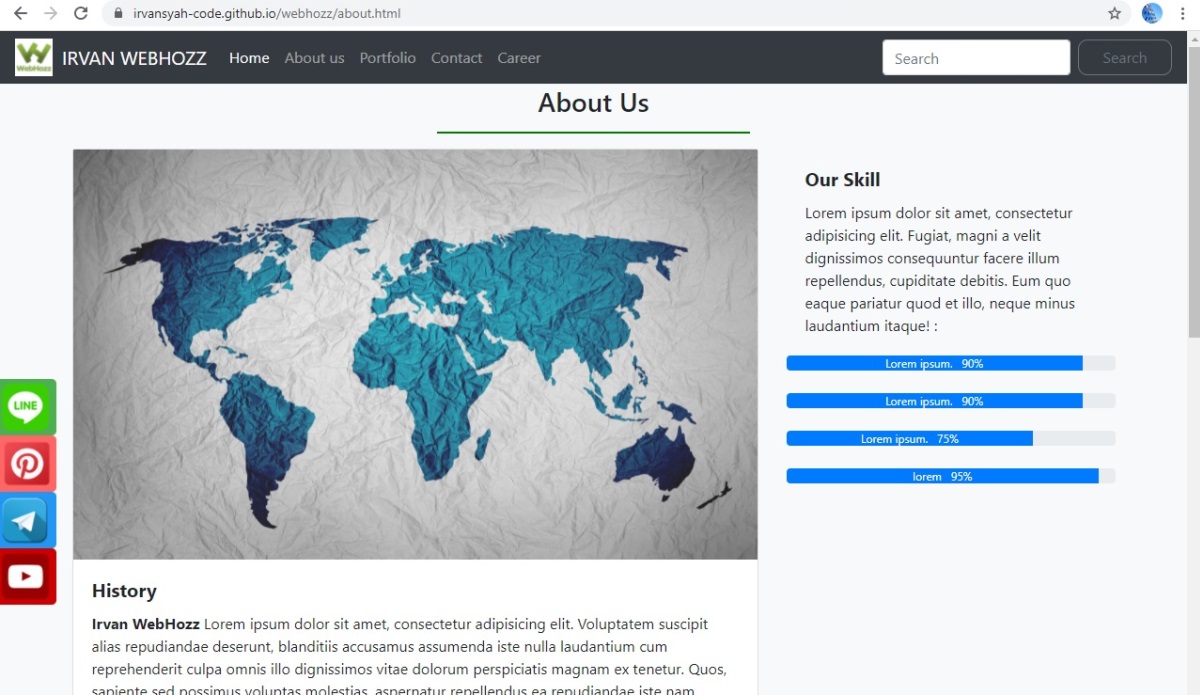 irvansyah-code.github.io/webhozz/about.html
WebHozz
IRVAN WEBHOZZ Home About us Portfolio Contact Career Search Search
About Us
Our Skill
Lorem ipsum dolor sit amet, consectetur
adipisicing elit. Fugiat, magni a velit
dignissimos consequuntur facere illum
repellendus, cupiditate debitis. Eum quo
eaque pariatur quod et illo, neque minus
laudantium itaque! :
Lorem ipsum. 90%
Lorem ipsum. 90%
Lorem ipsum. 75%
lorem 95%
LINE
History
Irvan WebHozz Lorem ipsum dolor sit amet, consectetur adipisicing elit. Voluptatem suscipit
alias repudiandae deserunt, blanditiis accusamus assumenda iste nulla laudantium cum
reprehenderit culpa omnis illo dignissimos vitae dolorum perspiciatis magnam ex tenetur. Quos,
sapiente sed possimus voluptas molestias, aspernatur repellendus ea repudiandae iste nam